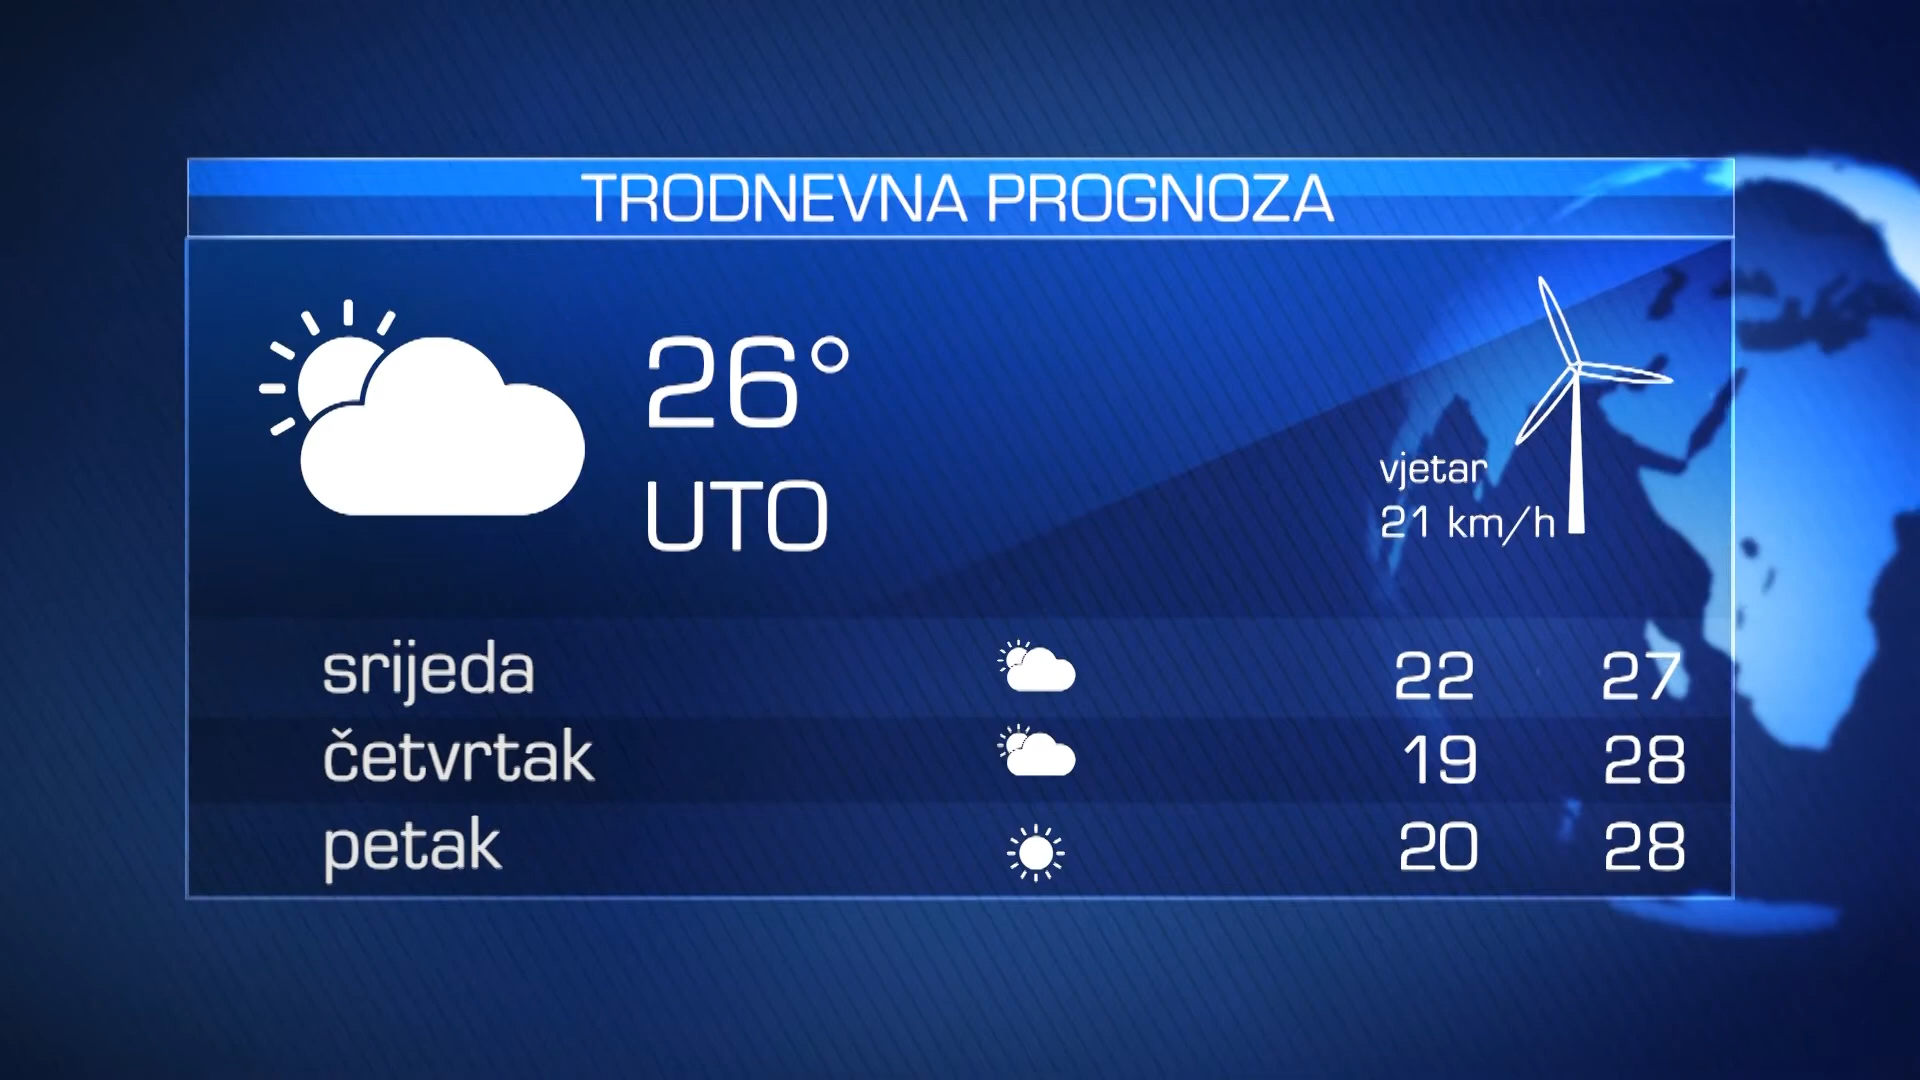 TRODNEVNA PROGNOZA
26°
UTO
vjetar
21 km/h
srijeda 22 27
četvrtak 19 28
petak 20 28